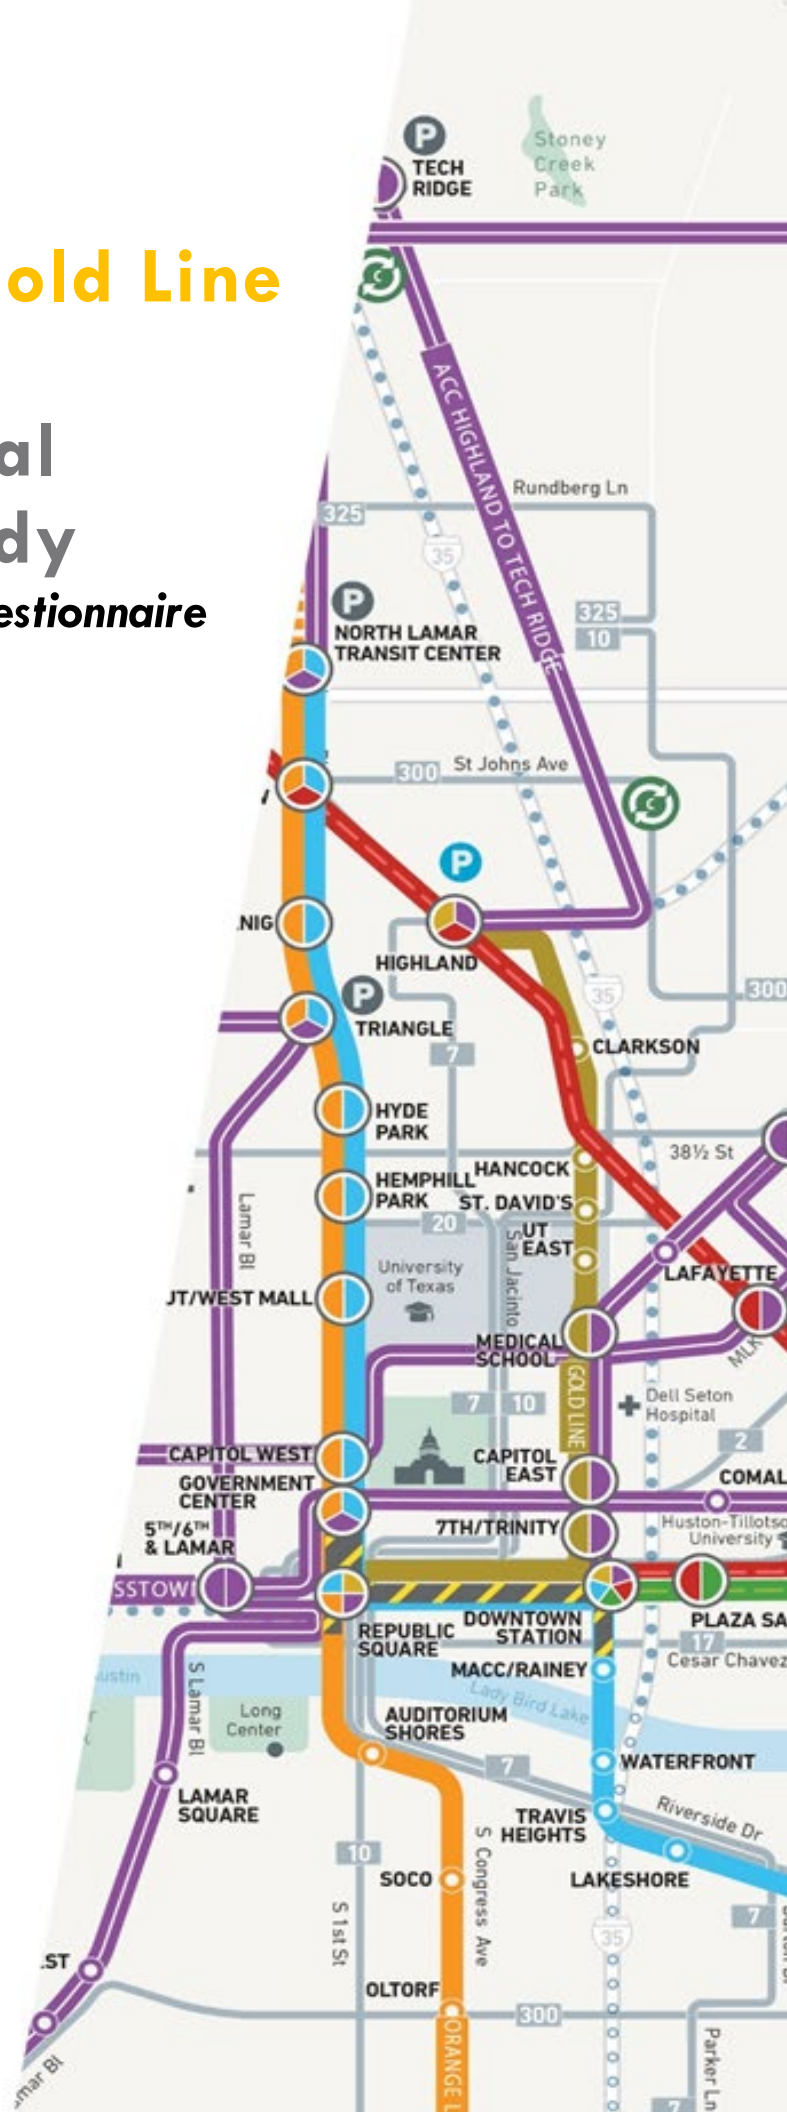 P
TECH
RIDGE
Stoney
Creek
Park
old Line
ACC HIGHLAND TO TECH RIDGE
al
dy
estionnaire
Rundberg Ln
325
35
P
325
10
NORTH LAMAR
TRANSIT CENTER
300
St Johns Ave
P
NIG
HIGHLAND
P
TRIANGLE
35
300
7
CLARKSON
HYDE
PARK
38½ St
HANCOCK
HEMPHILL
PARK
ST. DAVID'S
20
Lamar Bl
San Jacinto
UT
EAST
University
of Texas
LAFAYETTE
UT/WEST MALL
MEDICAL
SCHOOL
MLK
GOLD LINE
7
10
Dell Seton
Hospital
2
CAPITOL WEST
CAPITOL
EAST
COMAL
GOVERNMENT
CENTER
7TH/TRINITY
Huston-Tillotso
University
5TH/6TH
& LAMAR
SSTOWN
PLAZA SA
REPUBLIC
SQUARE
DOWNTOWN
STATION
17
Cesar Chavez
MACC/RAINEY
ustin
Lady Bird Lake
S Lamar Bl
Long
Center
AUDITORIUM
SHORES
7
WATERFRONT
LAMAR
SQUARE
TRAVIS
HEIGHTS
Riverside Dr
10
S Congress Ave
SOCO
LAKESHORE
S 1st St
7
35
ST
OLTORF
300
ORANGE L
Parker Ln
mar Bl
7